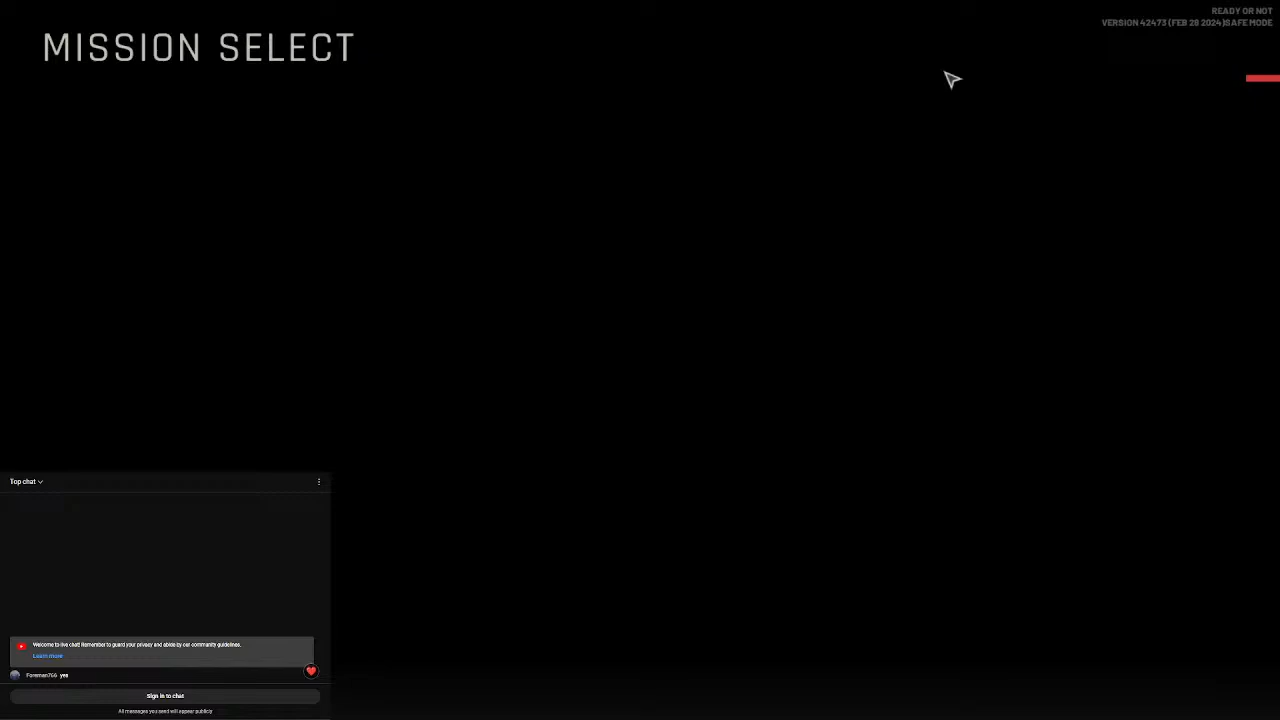 READY OR NOT
VERSION 42473 (FEB 28 2024)SAFE MODE
MISSION SELECT
Top chat
Welcome to live chat! Remember to guard your privacy and abide by our community guidelines.
Learn more
Foreman766 yes
Sign in to chat
All messages you send will appear publicly